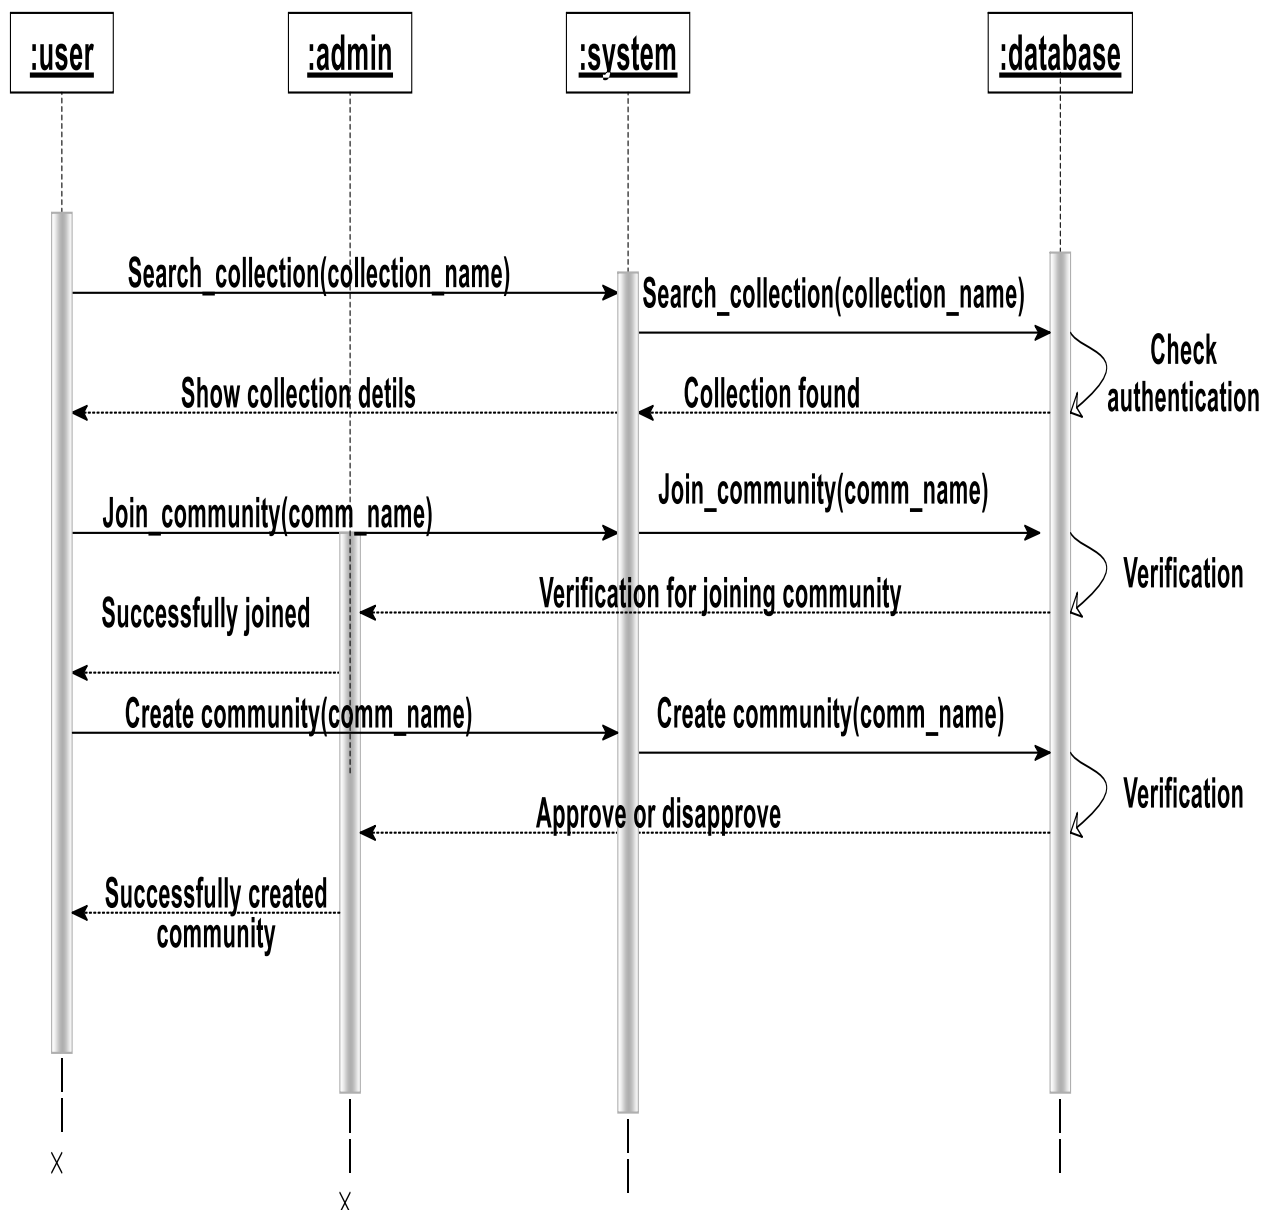 :user
:admin
:system
:database
Search_collection(collection_name)
Search_collection(collection_name)
Check
authentication
Show collection detils
Collection found
Join_community(comm_name)
Join_community(comm_name)
Verification
Verification for joining community
Successfully joined
Create community(comm_name)
Create community(comm_name)
Verification
Approve or disapprove
Successfully created
community
X
X